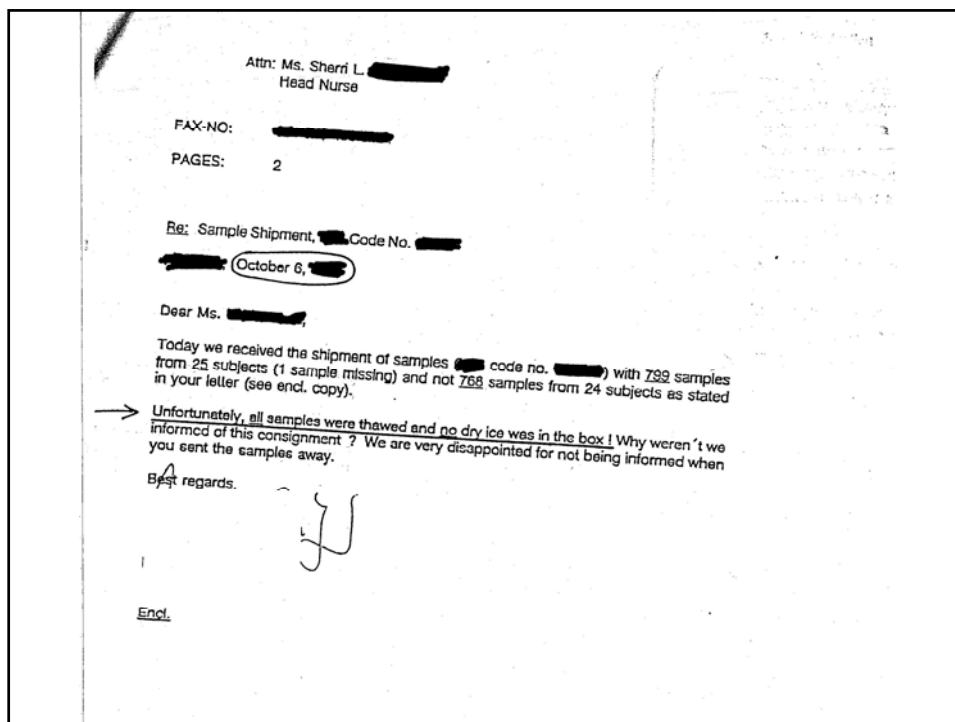 Attn: Ms. Sherri L.
Head Nurse
FAX-NO:
PAGES: 2
Re: Sample Shipment, Code No.
October 6,
Dear Ms. ,
Today we received the shipment of samples ( code no. ) with 799 samples
from 25 subjects (1 sample missing) and not 768 samples from 24 subjects as stated
in your letter (see encl. copy).
Unfortunately, all samples were thawed and no dry ice was in the box ! Why weren´t we
informed of this consignment ? We are very disappointed for not being informed when
you sent the samples away.
Best regards.
Encl.